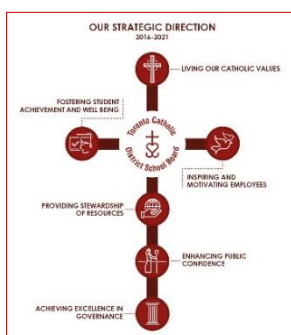 OUR STRATEGIC DIRECTION
2016-2021
LIVING OUR CATHOLIC VALUES
FOSTERING STUDENT
ACHIEVEMENT AND WELL BEING
Toronto Catholic
District School Board
INSPIRING AND
MOTIVATING EMPLOYEES
PROVIDING STEWARDSHIP
OF RESOURCES
ENHANCING PUBLIC
CONFIDENCE
ACHIEVING EXCELLENCE IN
GOVERNANCE